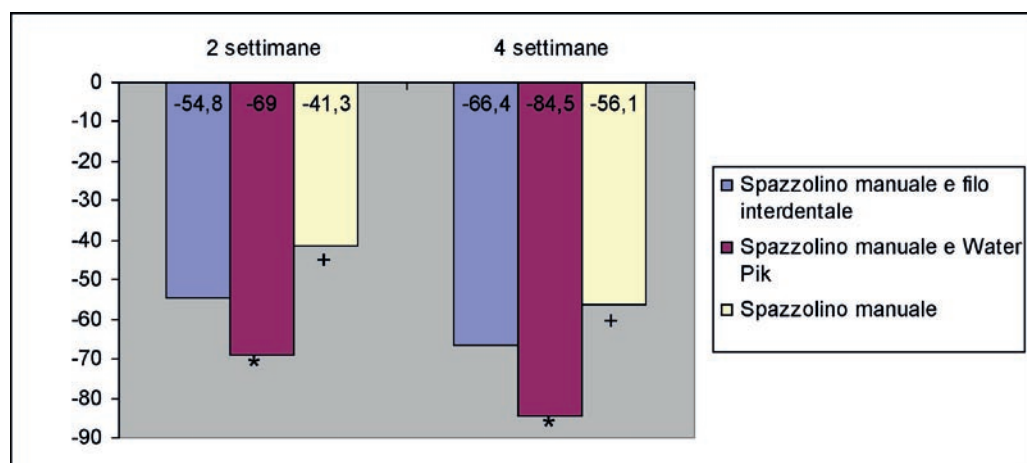 2 settimane
4 settimane
0
-10
-20
-30
-40
-50
-60
-70
-80
-90
-54,8
-69
-41,3
-66,4
-84,5
-56,1
+
*
+
*
Spazzolino manuale e filo
interdentale
Spazzolino manuale e Water
Pik
Spazzolino manuale